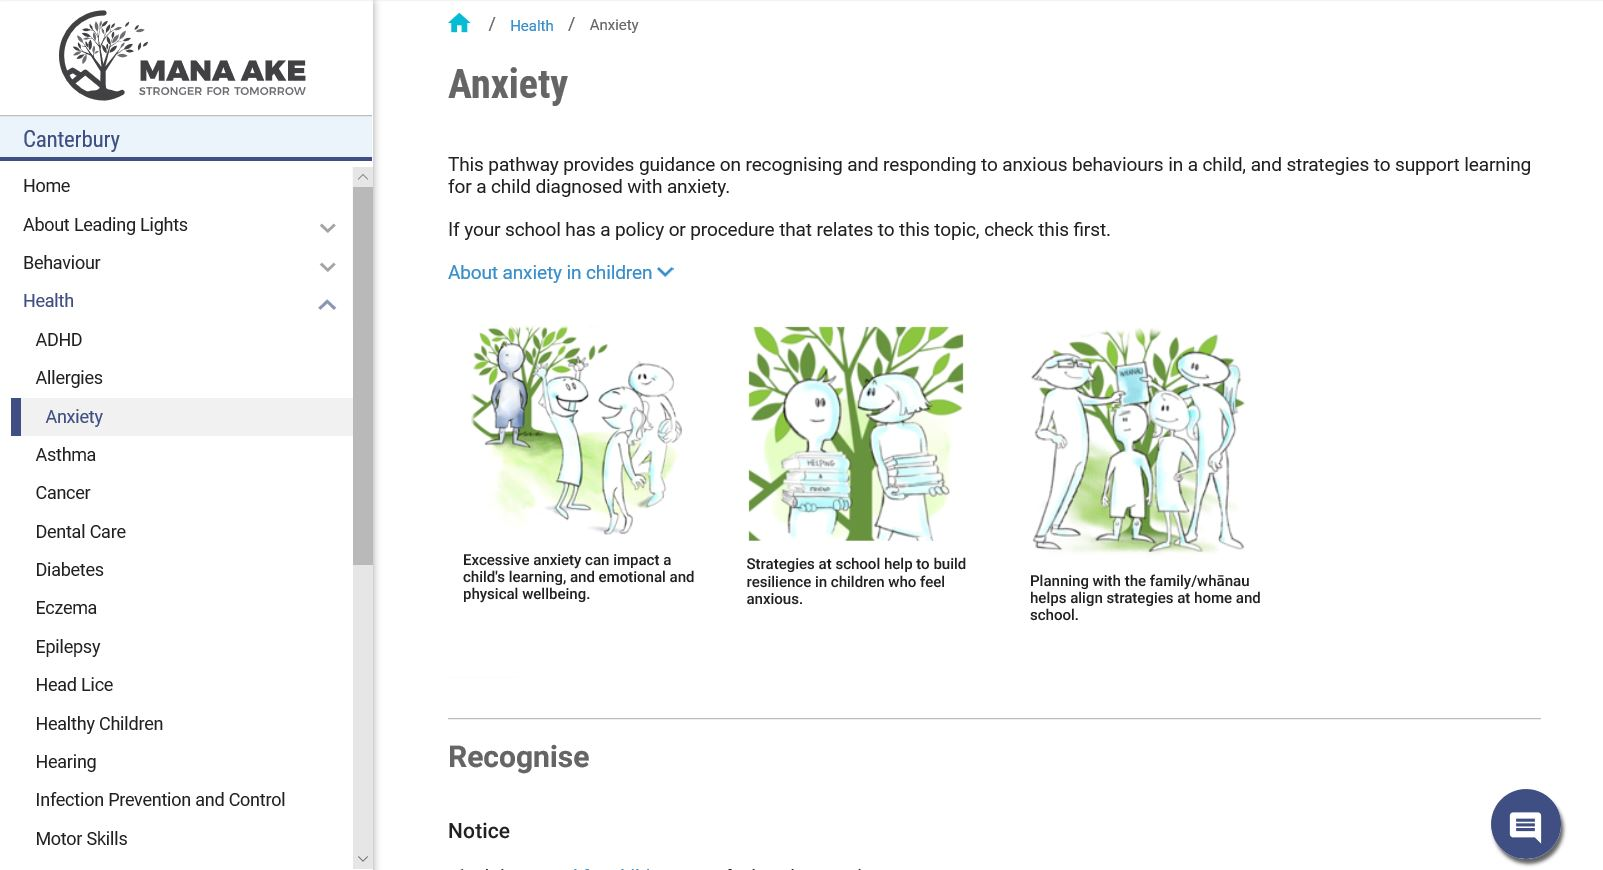 MANA AKE
STRONGER FOR TOMORROW
Canterbury
Home
About Leading Lights
Behaviour
Health
ADHD
Allergies
Anxiety
Asthma
Cancer
Dental Care
Diabetes
Eczema
Epilepsy
Head Lice
Healthy Children
Hearing
Infection Prevention and Control
Motor Skills
/ Health / Anxiety
Anxiety
This pathway provides guidance on recognising and responding to anxious behaviours in a child, and strategies to support learning
for a child diagnosed with anxiety.
If your school has a policy or procedure that relates to this topic, check this first.
About anxiety in children
HELPING
A
FRIEND
WHĀNAU
Excessive anxiety can impact a
child's learning, and emotional and
physical wellbeing.
Strategies at school help to build
resilience in children who feel
anxious.
Planning with the family/whānau
helps align strategies at home and
school.
Recognise
Notice